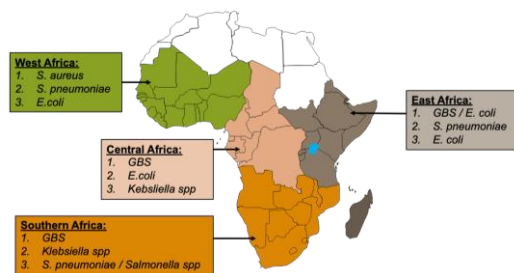 West Africa:
1. S. aureus
2. S. pneumoniae
3. E.coli
East Africa:
1. GBS / E. coli
2. S. pneumoniae
3. E. coli
Central Africa:
1. GBS
2. E.coli
3. Kebsliella spp
Southern Africa:
1. GBS
2. Klebsiella spp
3. S. pneumoniae / Salmonella spp